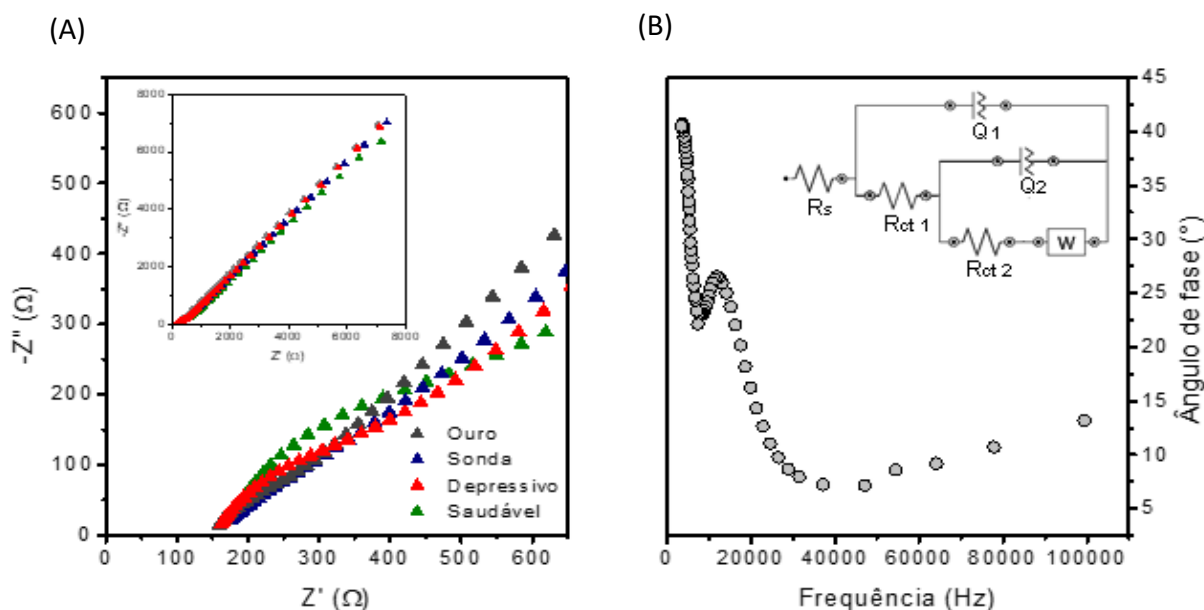 (A)
(B)
600
500
400
300
200
100
0
-Z'' (Ω)
0
100
200
300
400
500
600
Z' (Ω)
8000
6000
4000
2000
0
-Z' (Ω)
0
2000
4000
6000
8000
Z' (Ω)
Ouro
Sonda
Depressivo
Saudável
45
40
35
30
25
20
15
10
5
Ângulo de fase (°)
0
20000
40000
60000
80000
100000
Frequência (Hz)
Q1
Q2
Rs
Rct 1
Rct 2
W